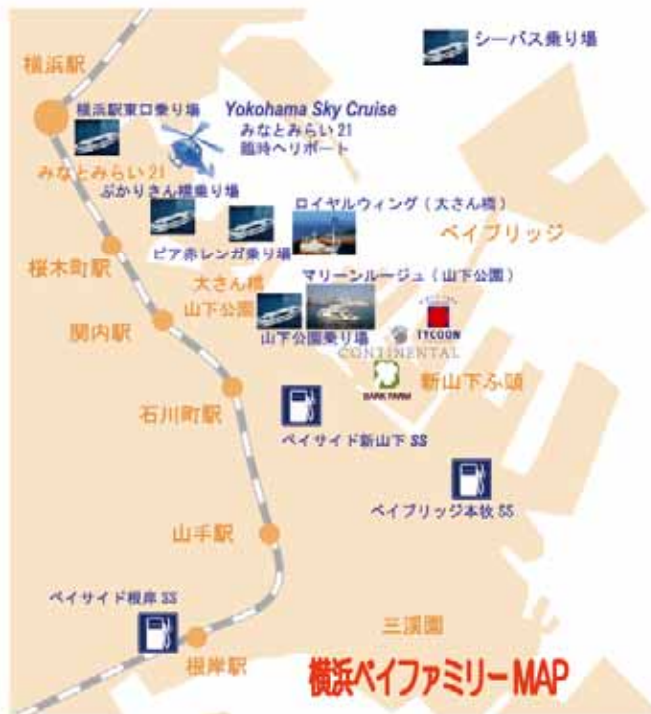 シーバス乗り場
横浜駅
横浜駅東口乗り場
Yokohama Sky Cruise
みなとみらい 21
臨時ヘリポート
みなとみらい 21
ぷかりさん橋乗り場
ロイヤルウィング（大さん橋）
ベイブリッジ
ピア赤レンガ乗り場
桜木町駅
大さん橋
マリーンルージュ（山下公園）
山下公園
関内駅
山下公園乗り場
TYCOON
CONTINENTAL
BARK FARM
新山下ふ頭
石川町駅
ベイサイド新山下 SS
ベイブリッジ本牧 SS
山手駅
ベイサイド根岸 SS
三渓園
根岸駅
横浜ベイファミリー MAP